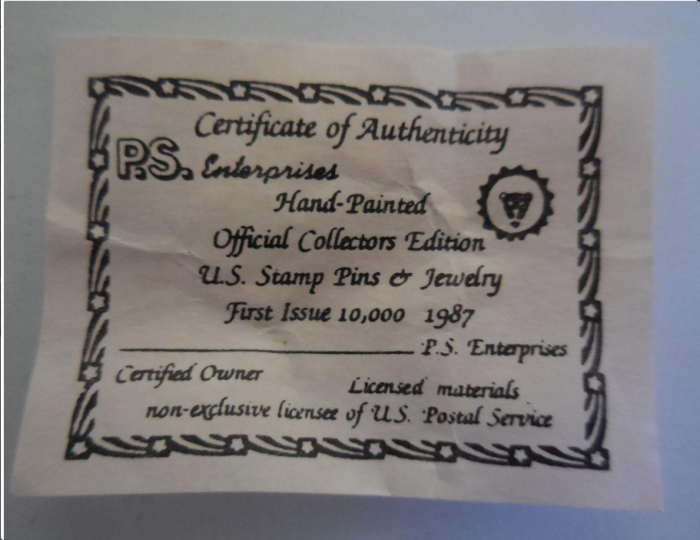 Certificate of Authenticity
P.S. Enterprises
Hand-Painted
Official Collectors Edition
U.S. Stamp Pins & Jewelry
First Issue 10,000 1987
P.S. Enterprises
Certified Owner
Licensed materials
non-exclusive licensee of U.S. Postal Service